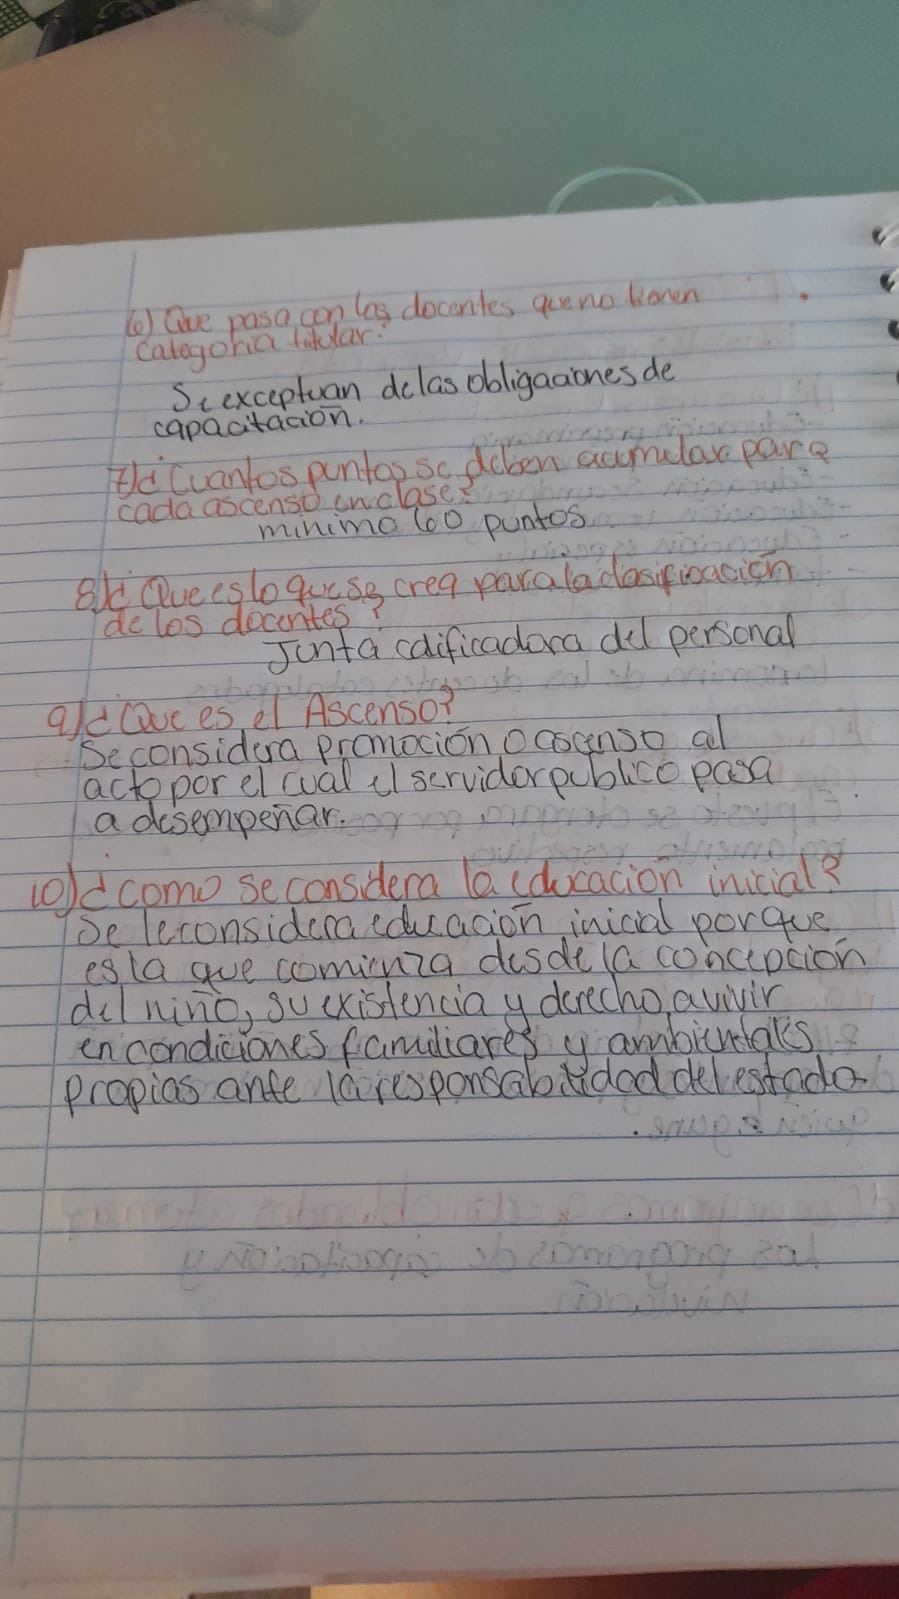 6) Que pasa con los docentes que no tienen
Categoria titular?
Se exceptuan de las obligaciones de
capacitación.
7)¿Cuantos puntos se deben acumular para
cada ascenso en clase?
minimo 60 puntos
8)¿Que es lo que se crea para la clasificación
de los docentes?
Junta calificadora del personal
9)¿Que es el Ascenso?
Se considera promoción o ascenso al
acto por el cual el servidor publico pasa
a desempeñar.
10)¿como se considera la educación inicial?
Se le considera educación inicial porque
es la que comienza desde la concepción
del niño, su existencia y derecho a vivir
en condiciones familiares y ambientales
propias ante la responsabilidad del estado.